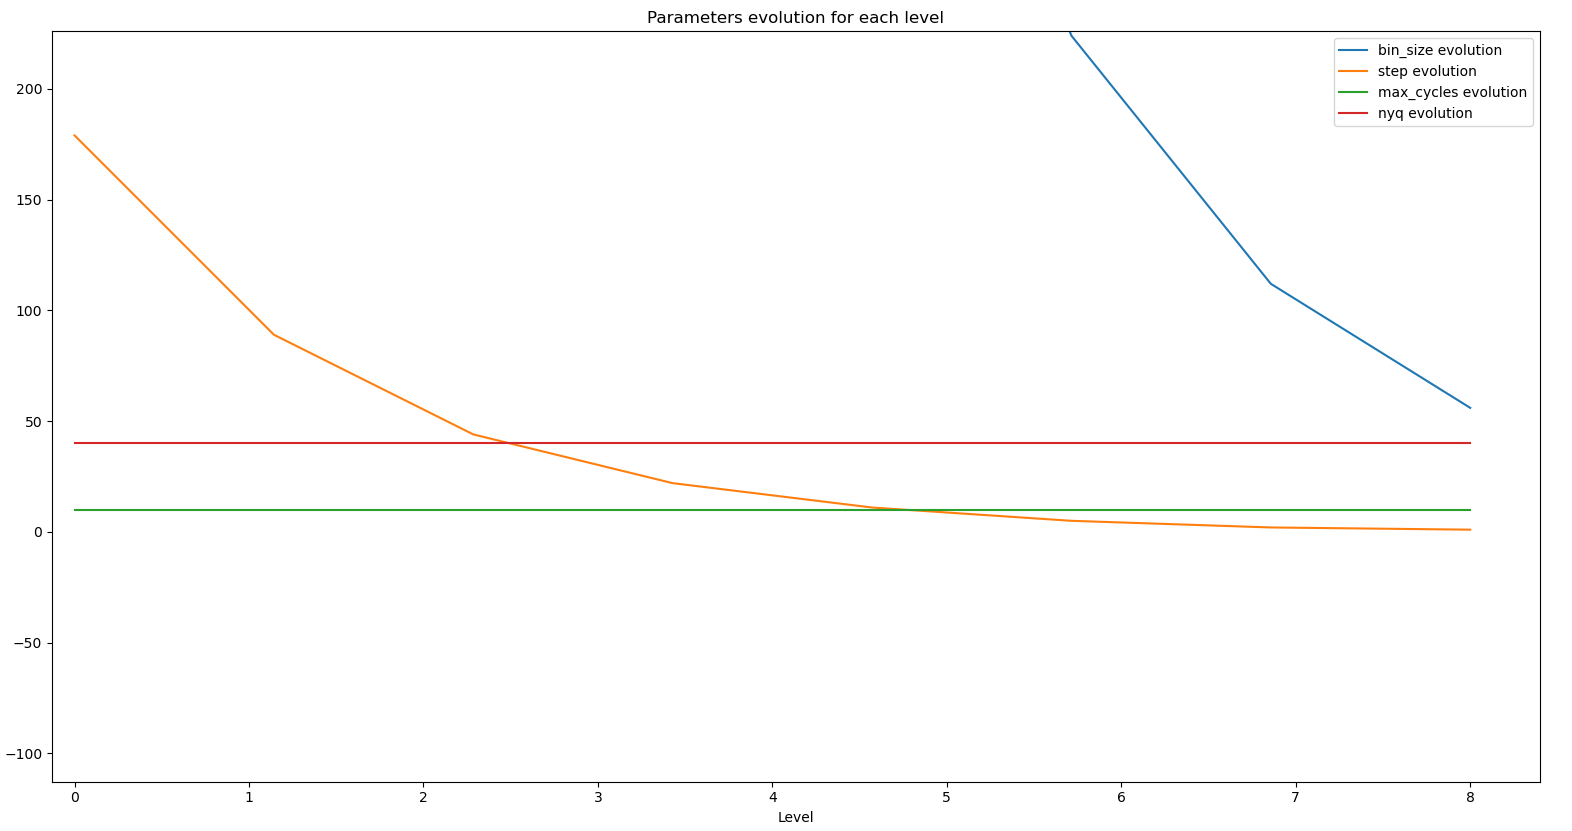 Parameters evolution for each level
bin_size evolution
step evolution
max_cycles evolution
nyq evolution
200
150
100
50
0
−50
−100
0 1 2 3 4 5 6 7 8
Level